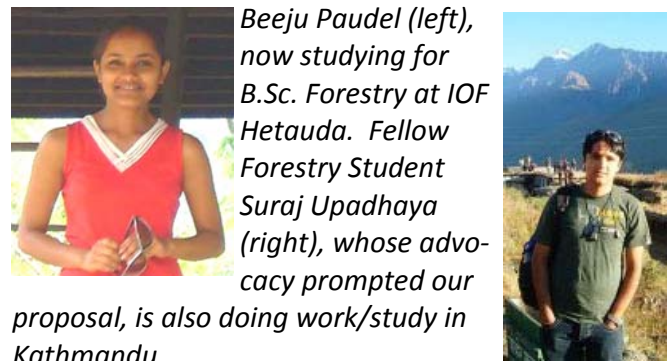 Beeju Paudel (left),
now studying for
B.Sc. Forestry at IOF
Hetauda.  Fellow
Forestry Student
Suraj Upadhaya
(right), whose advo-
cacy prompted our
proposal, is also doing work/study in
Kathmandu